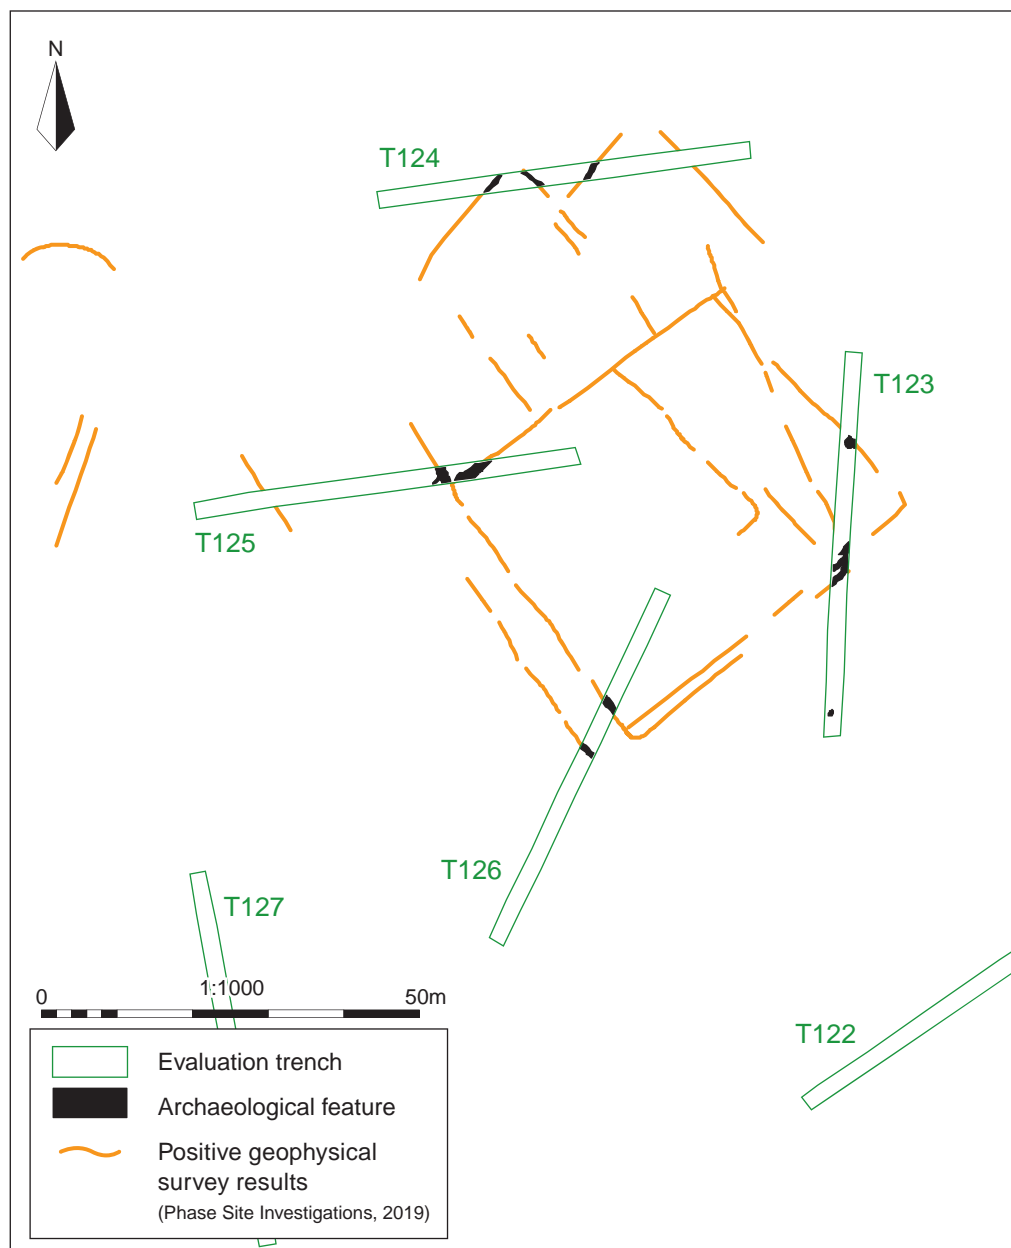 N
T124
T123
T125
T126
T127
T122
0
1:1000
50m
Evaluation trench
Archaeological feature
Positive geophysical
survey results
(Phase Site Investigations, 2019)